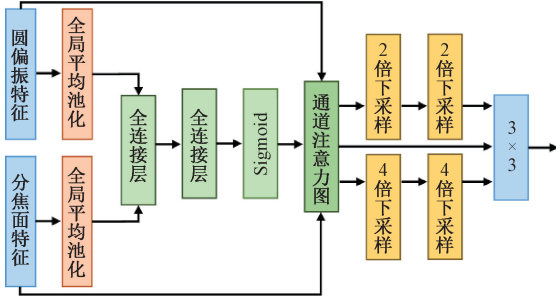 圆偏振特征
全局平均池化
全连接层
全连接层
Sigmoid
通道注意力图
2倍下采样
2倍下采样
3×3
分焦面特征
全局平均池化
4倍下采样
4倍下采样